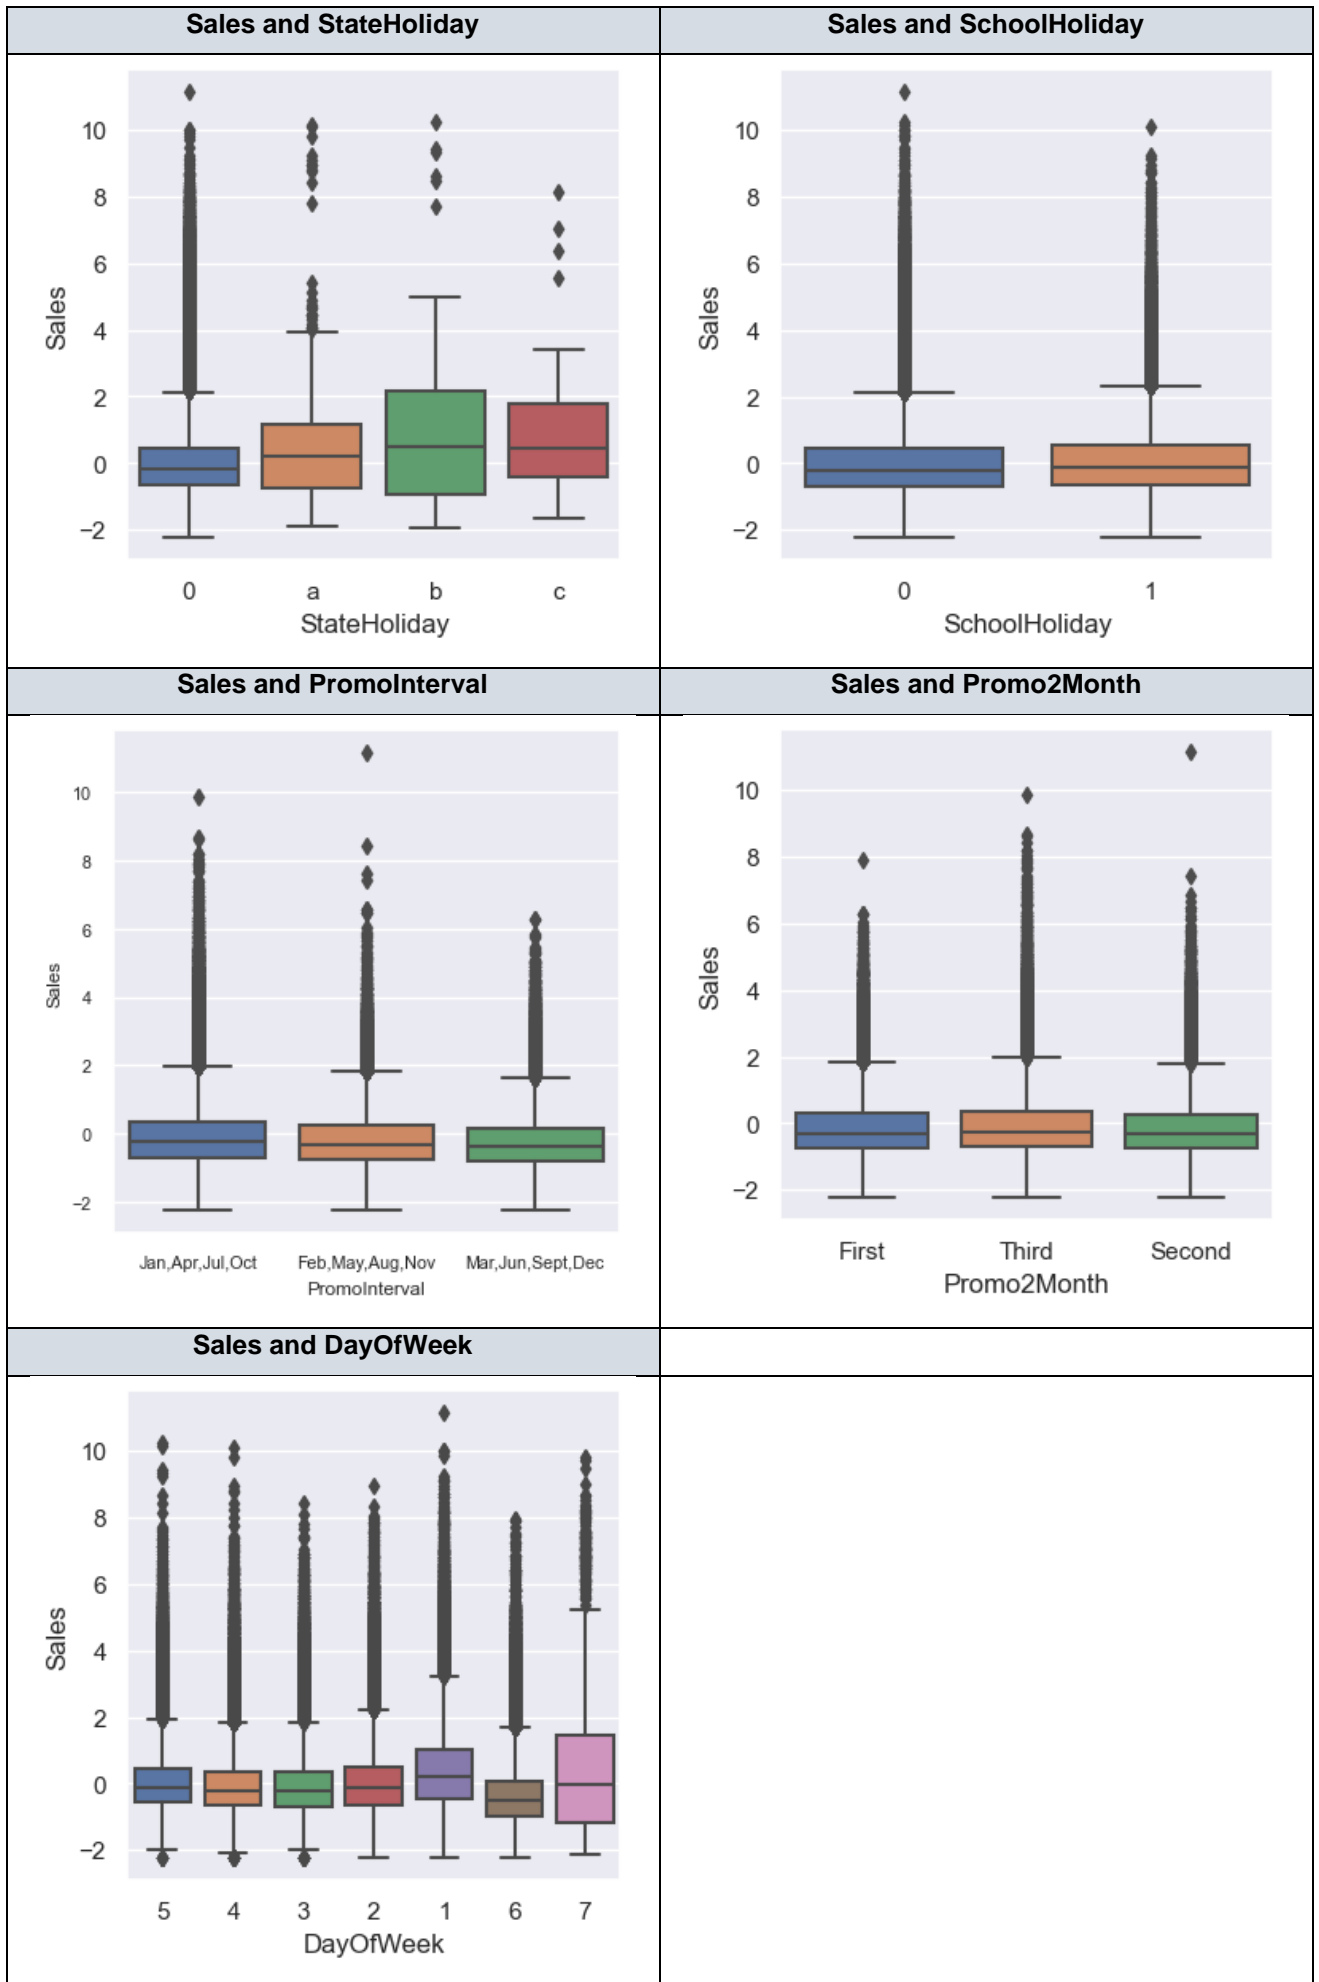 Sales and StateHoliday
Sales and SchoolHoliday
10
8
6
4
2
0
−2
Sales
0 a b c
StateHoliday
10
8
6
4
2
0
−2
Sales
0 1
SchoolHoliday
Sales and PromoInterval
Sales and Promo2Month
10
8
6
4
2
0
−2
Sales
Jan,Apr,Jul,Oct Feb,May,Aug,Nov Mar,Jun,Sept,Dec
PromoInterval
10
8
6
4
2
0
−2
Sales
First Third Second
Promo2Month
Sales and DayOfWeek
10
8
6
4
2
0
−2
Sales
5 4 3 2 1 6 7
DayOfWeek